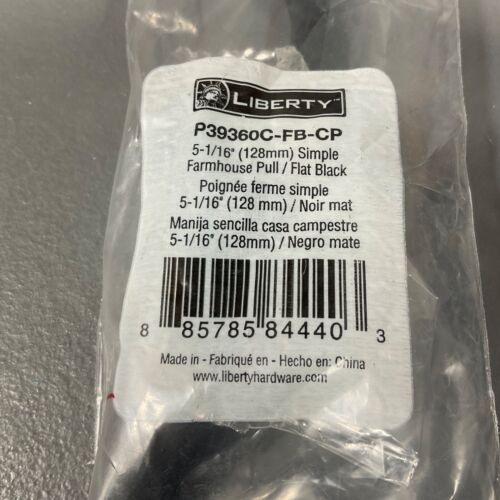 LIBERTY™
P39360C-FB-CP
5-1/16" (128mm) Simple
Farmhouse Pull / Flat Black
Poignée ferme simple
5-1/16" (128 mm) / Noir mat
Manija sencilla casa campestre
5-1/16" (128mm) / Negro mate
8 85785 84440 3
Made in - Fabriqué en - Hecho en: China
www.libertyhardware.com